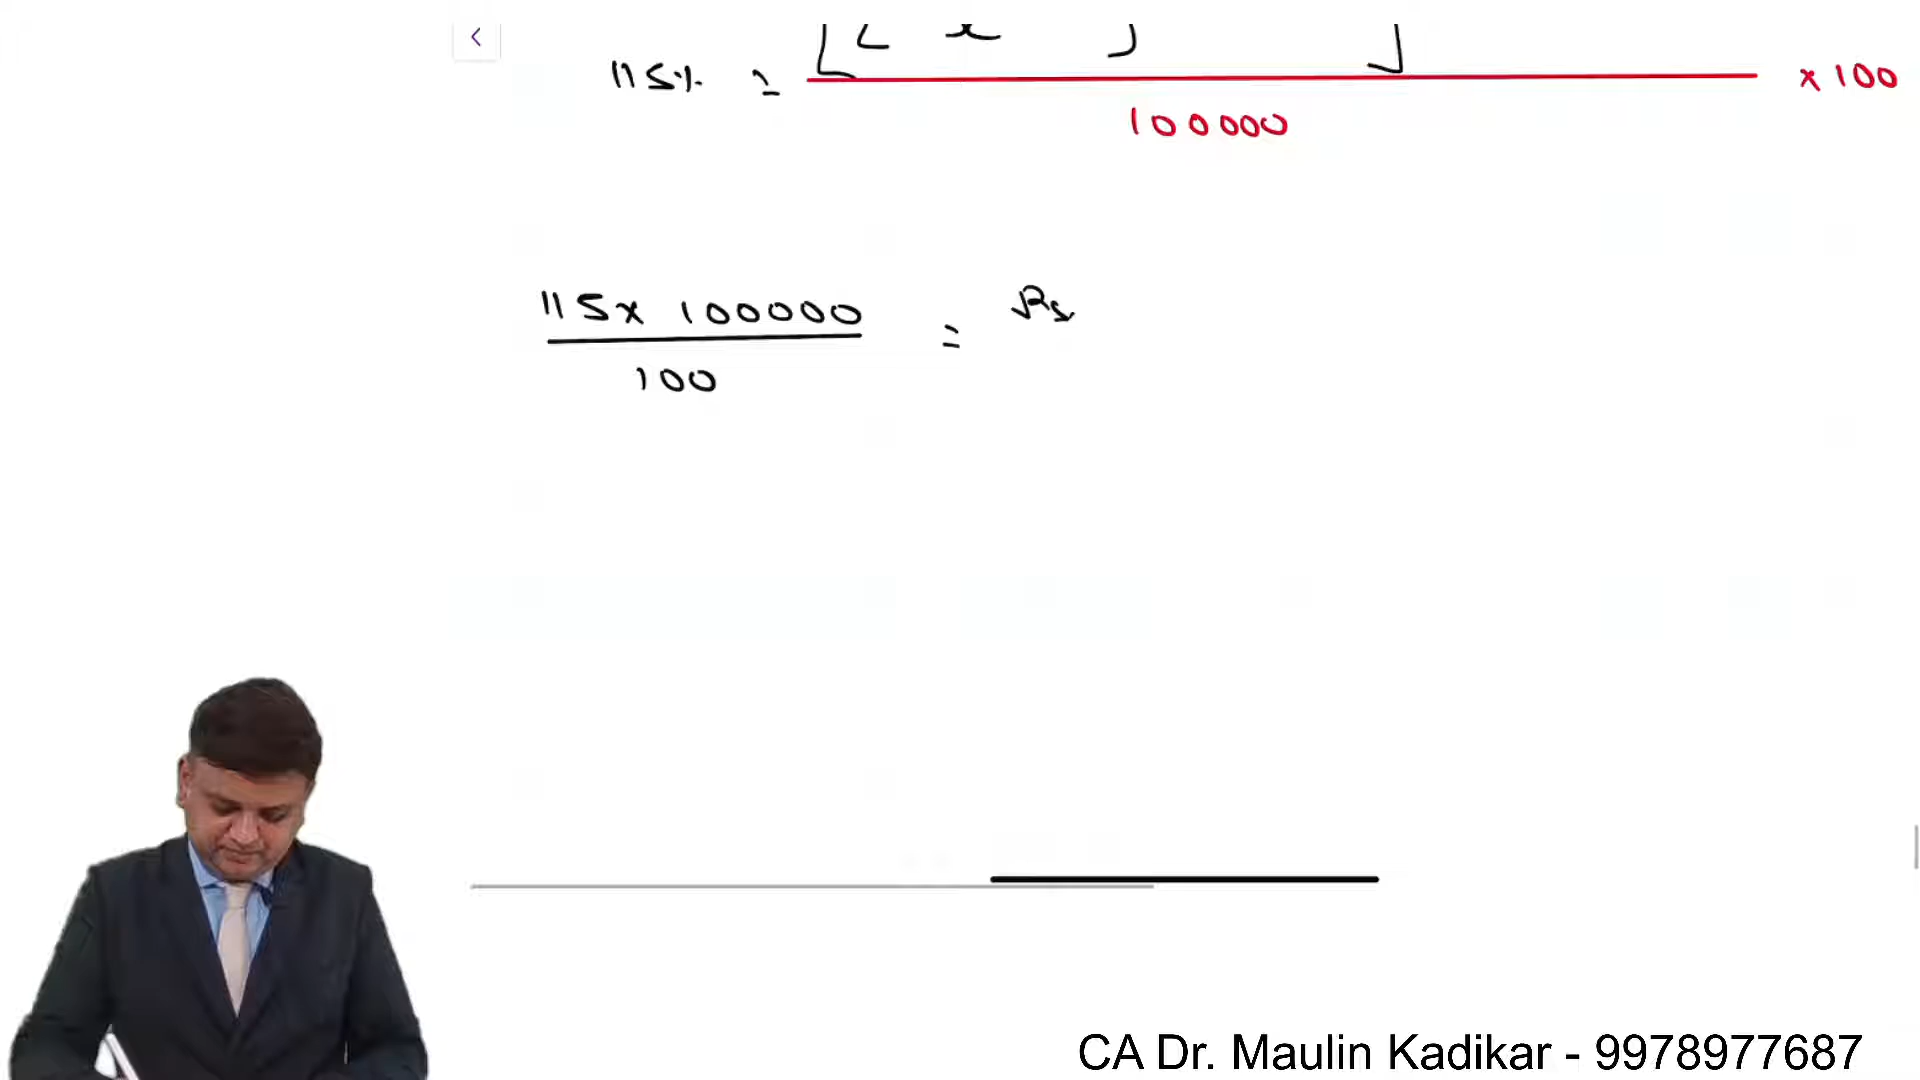 [ ( x ) ]
115% = × 100
100000
115 x 100000
= Rs
100
CA Dr. Maulin Kadikar - 9978977687